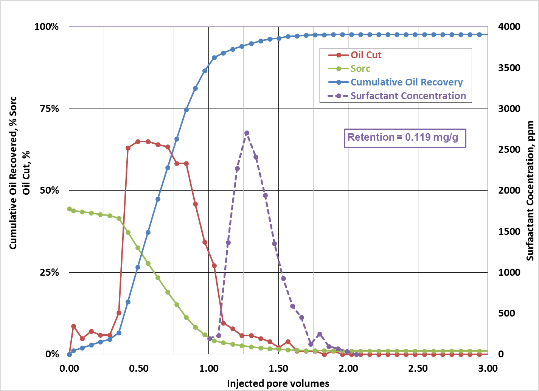 100%
75%
50%
25%
0%
4000
3500
3000
2500
2000
1500
1000
500
0
0.00
0.50
1.00
1.50
2.00
2.50
3.00
Injected pore volumes
Cumulative Oil Recovered, % Sorc
Oil Cut, %
Surfaactant Cocentration, ppm
Oil Cut
Sorc
Cumulative Oil Recovery
Surfactant Concentration
Retention = 0.119 mg/g